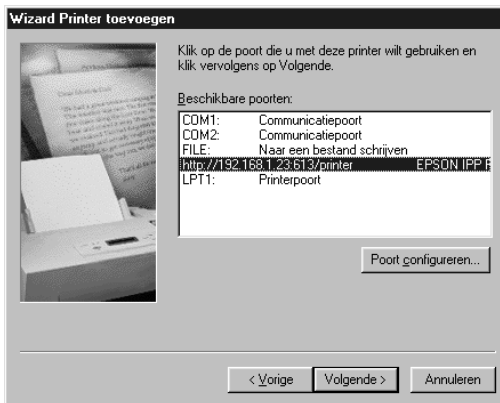 Wizard Printer toevoegen
Klik op de poort die u met deze printer wilt gebruiken en
klik vervolgens op Volgende.
Beschikbare poorten:
COM1: Communicatiepoort
COM2: Communicatiepoort
FILE: Naar een bestand schrijven
http://192.168.1.23:613/printer EPSON IPP P
LPT1: Printerpoort
Poort configureren...
< Vorige
Volgende >
Annuleren